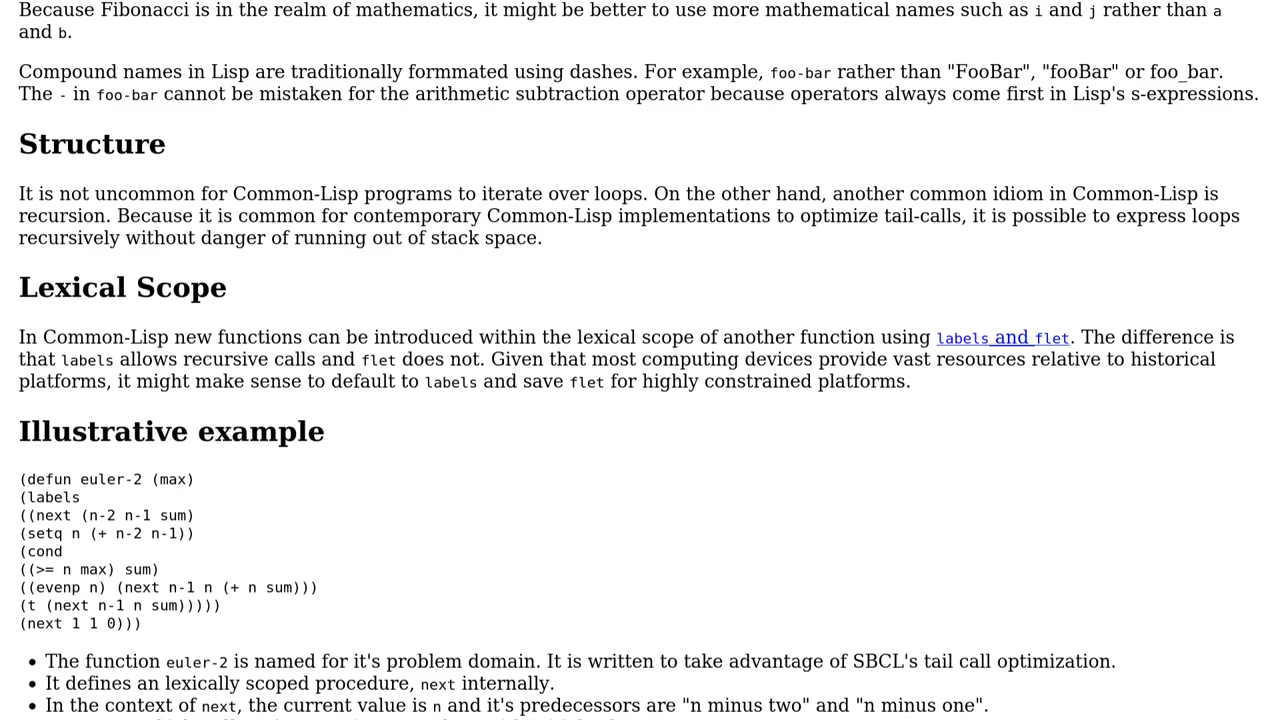 Because Fibonacci is in the realm of mathematics, it might be better to use more mathematical names such as i and j rather than a
and b.
Compound names in Lisp are traditionally formmated using dashes. For example, foo-bar rather than "FooBar", "fooBar" or foo_bar.
The - in foo-bar cannot be mistaken for the arithmetic subtraction operator because operators always come first in Lisp's s-expressions.
Structure
It is not uncommon for Common-Lisp programs to iterate over loops. On the other hand, another common idiom in Common-Lisp is
recursion. Because it is common for contemporary Common-Lisp implementations to optimize tail-calls, it is possible to express loops
recursively without danger of running out of stack space.
Lexical Scope
In Common-Lisp new functions can be introduced within the lexical scope of another function using labels and flet. The difference is
that labels allows recursive calls and flet does not. Given that most computing devices provide vast resources relative to historical
platforms, it might make sense to default to labels and save flet for highly constrained platforms.
Illustrative example
(defun euler-2 (max)
(labels
((next (n-2 n-1 sum)
(setq n (+ n-2 n-1))
(cond
((>= n max) sum)
((evenp n) (next n-1 n (+ n sum)))
(t (next n-1 n sum)))))
(next 1 1 0)))
• The function euler-2 is named for it's problem domain. It is written to take advantage of SBCL's tail call optimization.
• It defines an lexically scoped procedure, next internally.
• In the context of next, the current value is n and it's predecessors are "n minus two" and "n minus one".